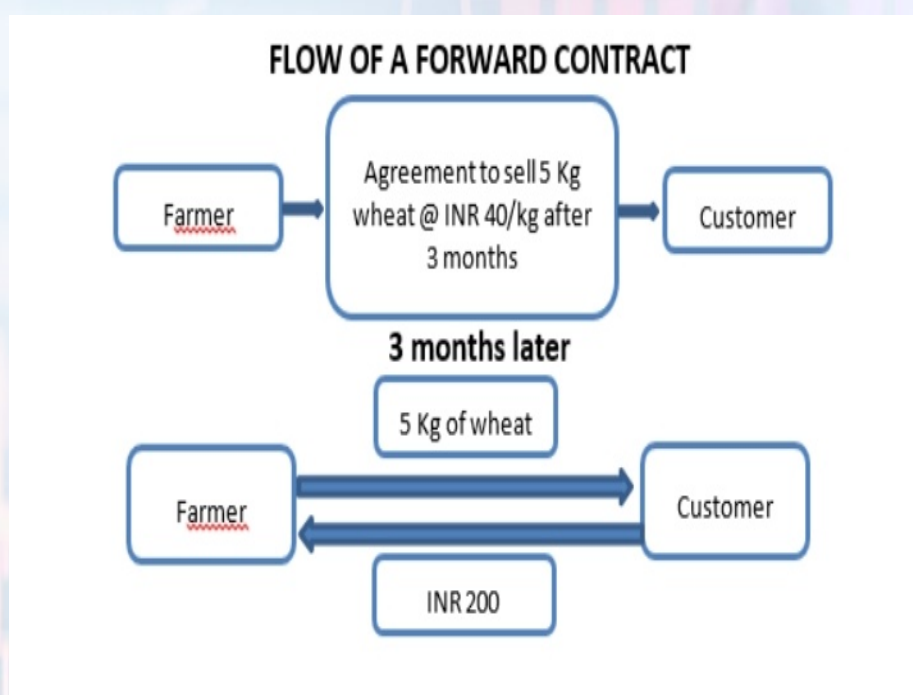 FLOW OF A FORWARD CONTRACT
Farmer
Agreement to sell 5 Kg
wheat @ INR 40/kg after
3 months
Customer
3 months later
5 Kg of wheat
Farmer
Customer
INR 200